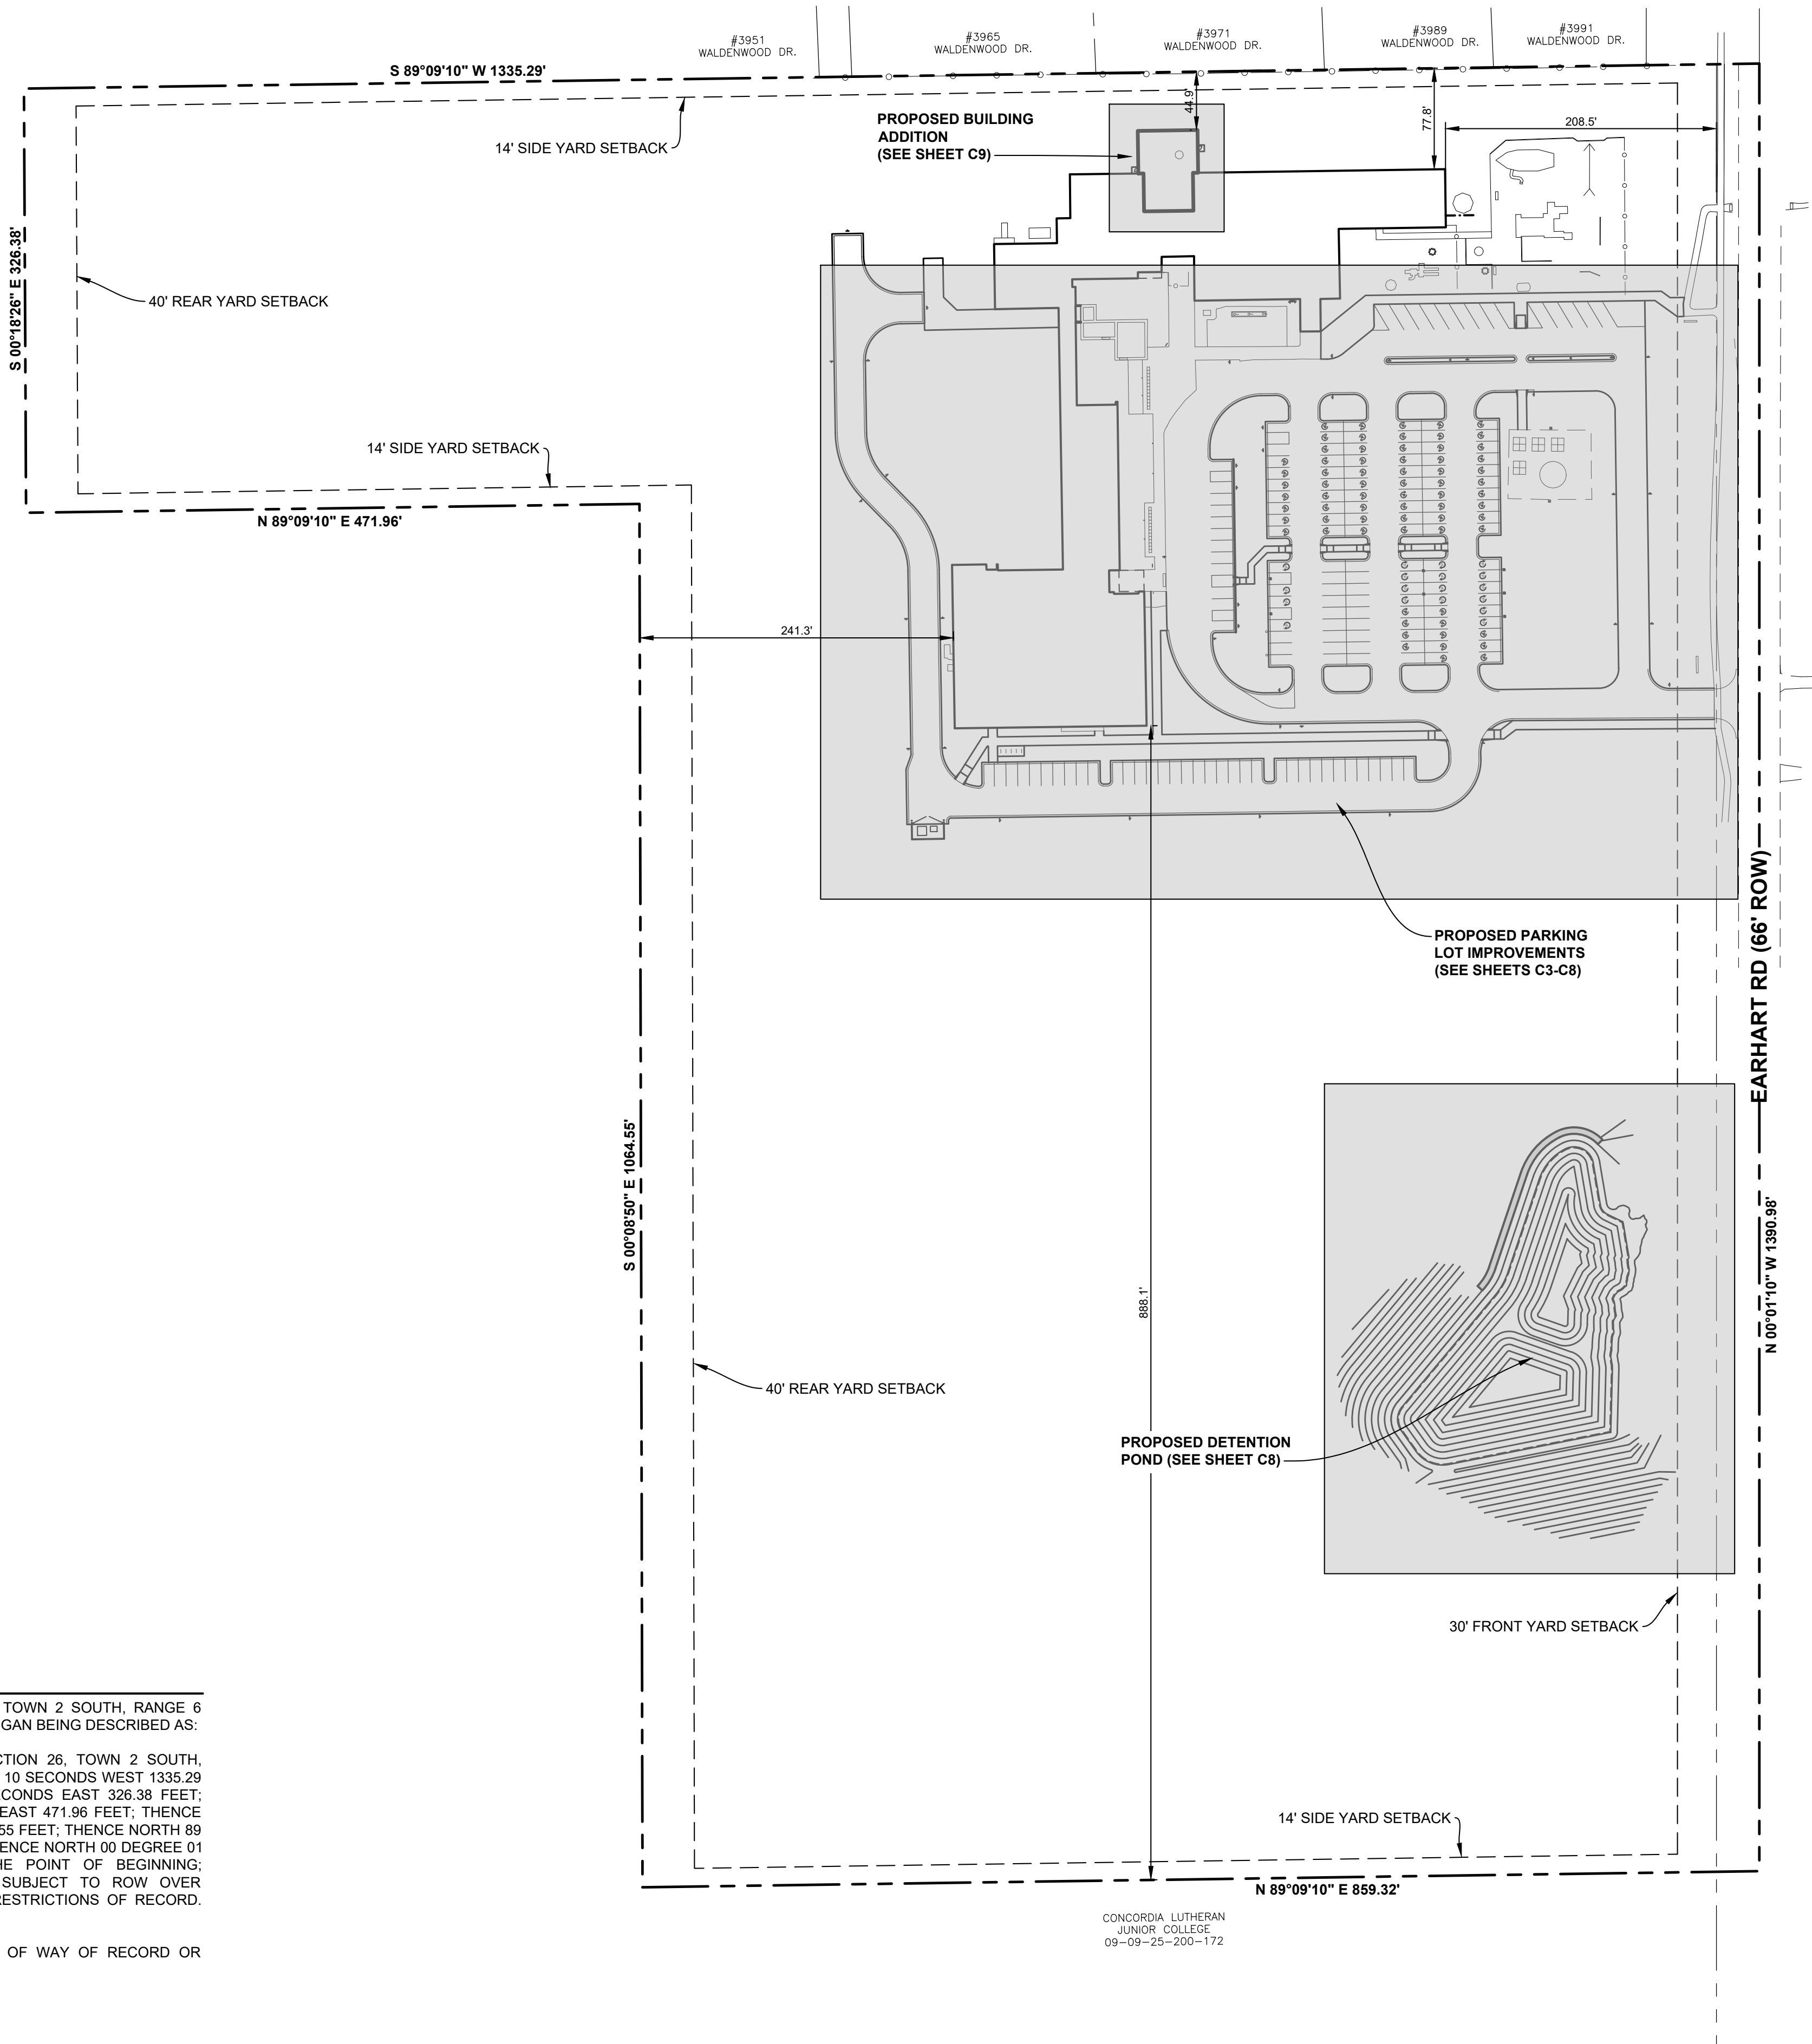 #3951
WALDENWOOD DR.
#3965
WALDENWOOD DR.
#3971
WALDENWOOD DR.
#3989
WALDENWOOD DR.
#3991
WALDENWOOD DR.
S 89°09'10" W 1335.29'
14' SIDE YARD SETBACK
PROPOSED BUILDING
ADDITION
(SEE SHEET C9)
44.9'
77.8'
208.5'
S 00°18'26" E 326.38'
40' REAR YARD SETBACK
14' SIDE YARD SETBACK
N 89°09'10" E 471.96'
241.3'
PROPOSED PARKING
LOT IMPROVEMENTS
(SEE SHEETS C3-C8)
EARHART RD (66' ROW)
S 00°08'50" E 1064.55'
N 00°01'10" W 1390.98'
888.1'
40' REAR YARD SETBACK
PROPOSED DETENTION
POND (SEE SHEET C8)
30' FRONT YARD SETBACK
14' SIDE YARD SETBACK
N 89°09'10" E 859.32'
CONCORDIA LUTHERAN
JUNIOR COLLEGE
09-09-25-200-172
TOWN 2 SOUTH, RANGE 6
GAN BEING DESCRIBED AS:
CTION 26, TOWN 2 SOUTH,
10 SECONDS WEST 1335.29
CONDS EAST 326.38 FEET;
EAST 471.96 FEET; THENCE
55 FEET; THENCE NORTH 89
ENCE NORTH 00 DEGREE 01
HE POINT OF BEGINNING;
SUBJECT TO ROW OVER
RESTRICTIONS OF RECORD.
OF WAY OF RECORD OR